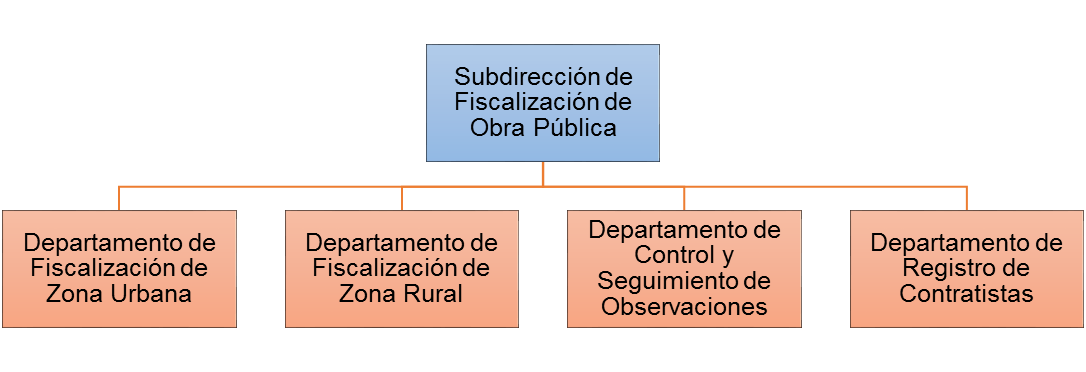 Subdirección de
Fiscalización de
Obra Pública
Departamento de
Fiscalización de
Zona Urbana
Departamento de
Fiscalización de
Zona Rural
Departamento de
Control y
Seguimiento de
Observaciones
Departamento de
Registro de
Contratistas